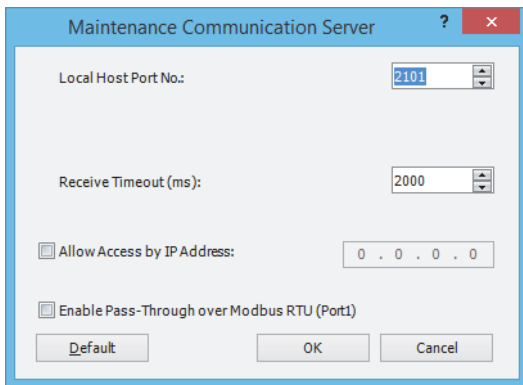 Maintenance Communication Server ? ×
Local Host Port No.: 2101
Receive Timeout (ms): 2000
Allow Access by IP Address: 0 . 0 . 0 . 0
Enable Pass-Through over Modbus RTU (Port1)
Default OK Cancel